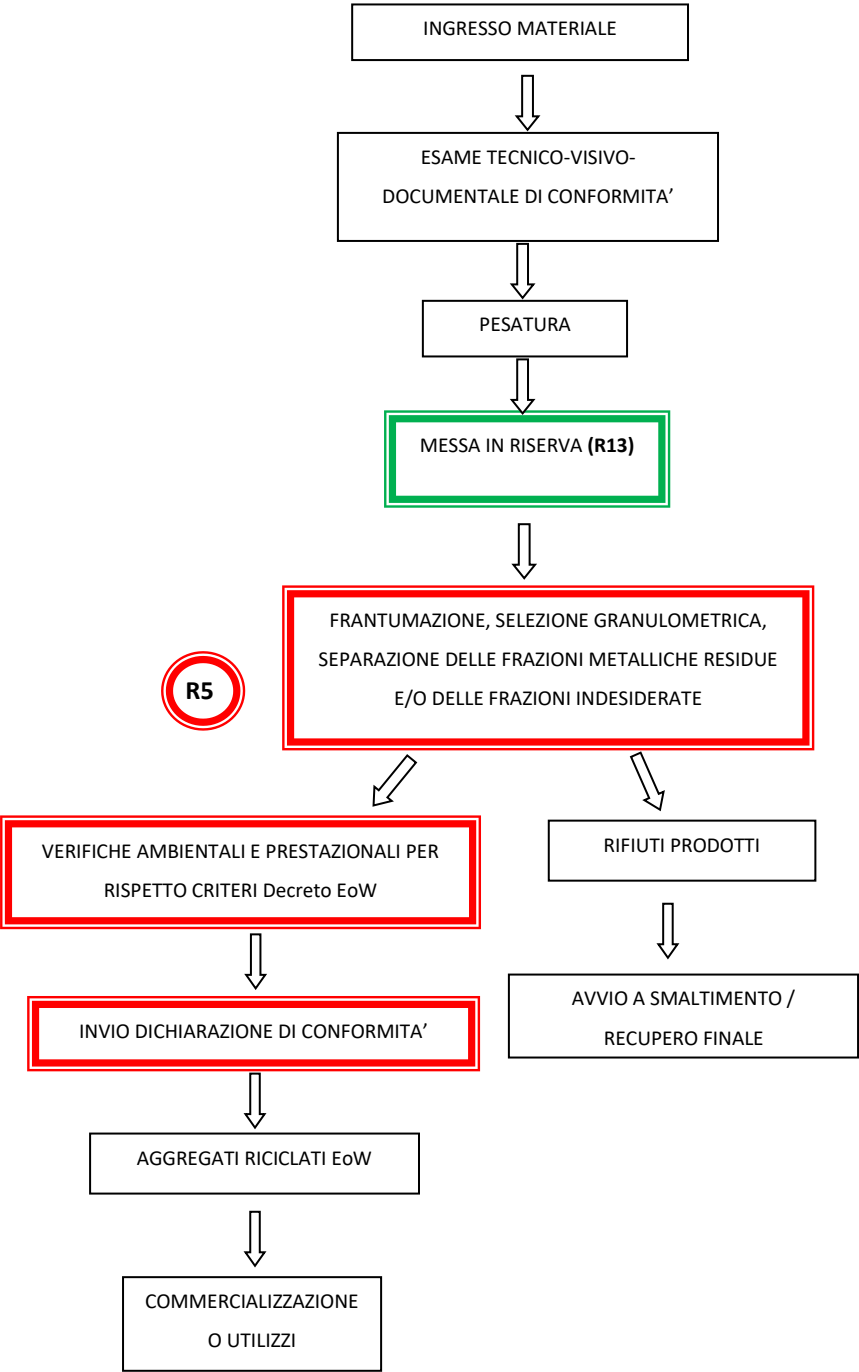 INGRESSO MATERIALE
ESAME TECNICO-VISIVO-
DOCUMENTALE DI CONFORMITA’
PESATURA
MESSA IN RISERVA (R13)
FRANTUMAZIONE, SELEZIONE GRANULOMETRICA,
SEPARAZIONE DELLE FRAZIONI METALLICHE RESIDUE
E/O DELLE FRAZIONI INDESIDERATE
R5
VERIFICHE AMBIENTALI E PRESTAZIONALI PER
RISPETTO CRITERI Decreto EoW
RIFIUTI PRODOTTI
INVIO DICHIARAZIONE DI CONFORMITA’
AVVIO A SMALTIMENTO /
RECUPERO FINALE
AGGREGATI RICICLATI EoW
COMMERCIALIZZAZIONE
O UTILIZZI